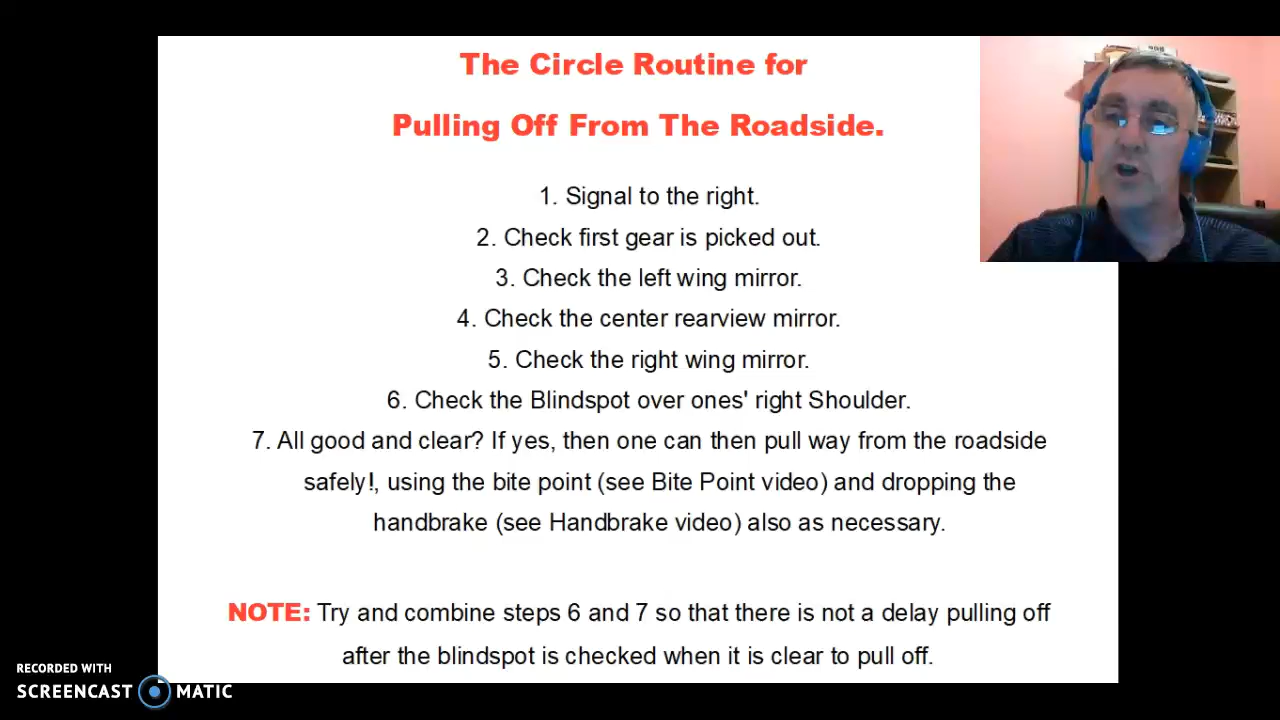 The Circle Routine for
Pulling Off From The Roadside.
1. Signal to the right.
2. Check first gear is picked out.
3. Check the left wing mirror.
4. Check the center rearview mirror.
5. Check the right wing mirror.
6. Check the Blindspot over ones' right Shoulder.
7. All good and clear? If yes, then one can then pull way from the roadside
safely!, using the bite point (see Bite Point video) and dropping the
handbrake (see Handbrake video) also as necessary.
NOTE: Try and combine steps 6 and 7 so that there is not a delay pulling off
after the blindspot is checked when it is clear to pull off.
RECORDED WITH
SCREENCAST MATIC